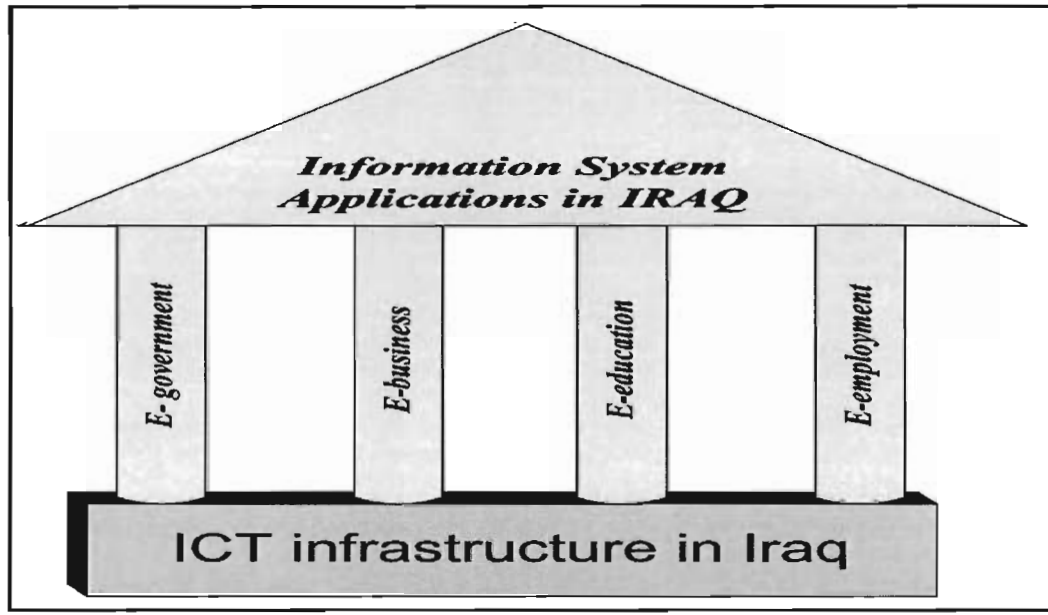 Information System
Applications in IRAQ
E- government
E-business
E-education
E-employment
ICT infrastructure in Iraq